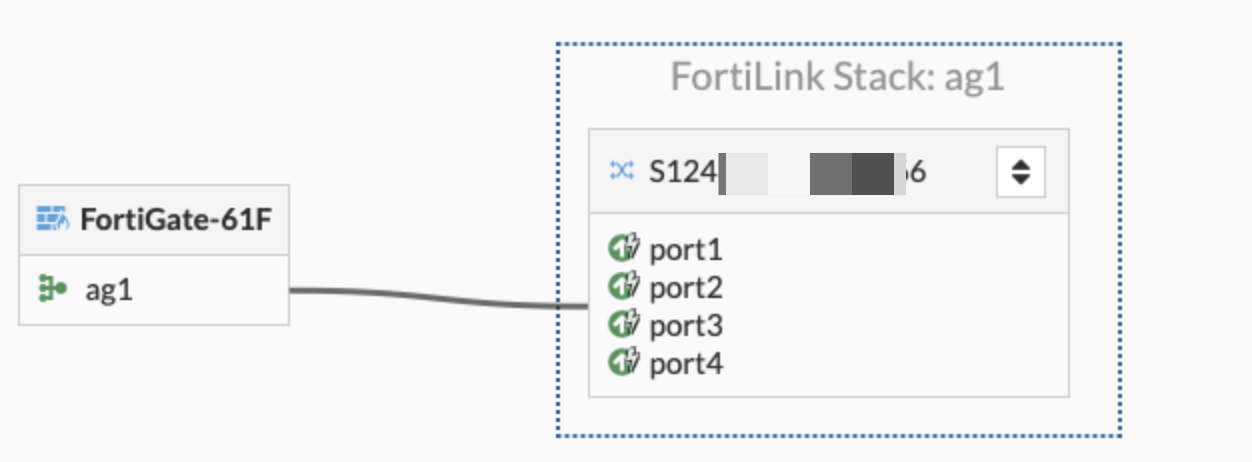 FortiLink Stack: ag1
S124
FortiGate-61F
ag1
port1
port2
port3
port4